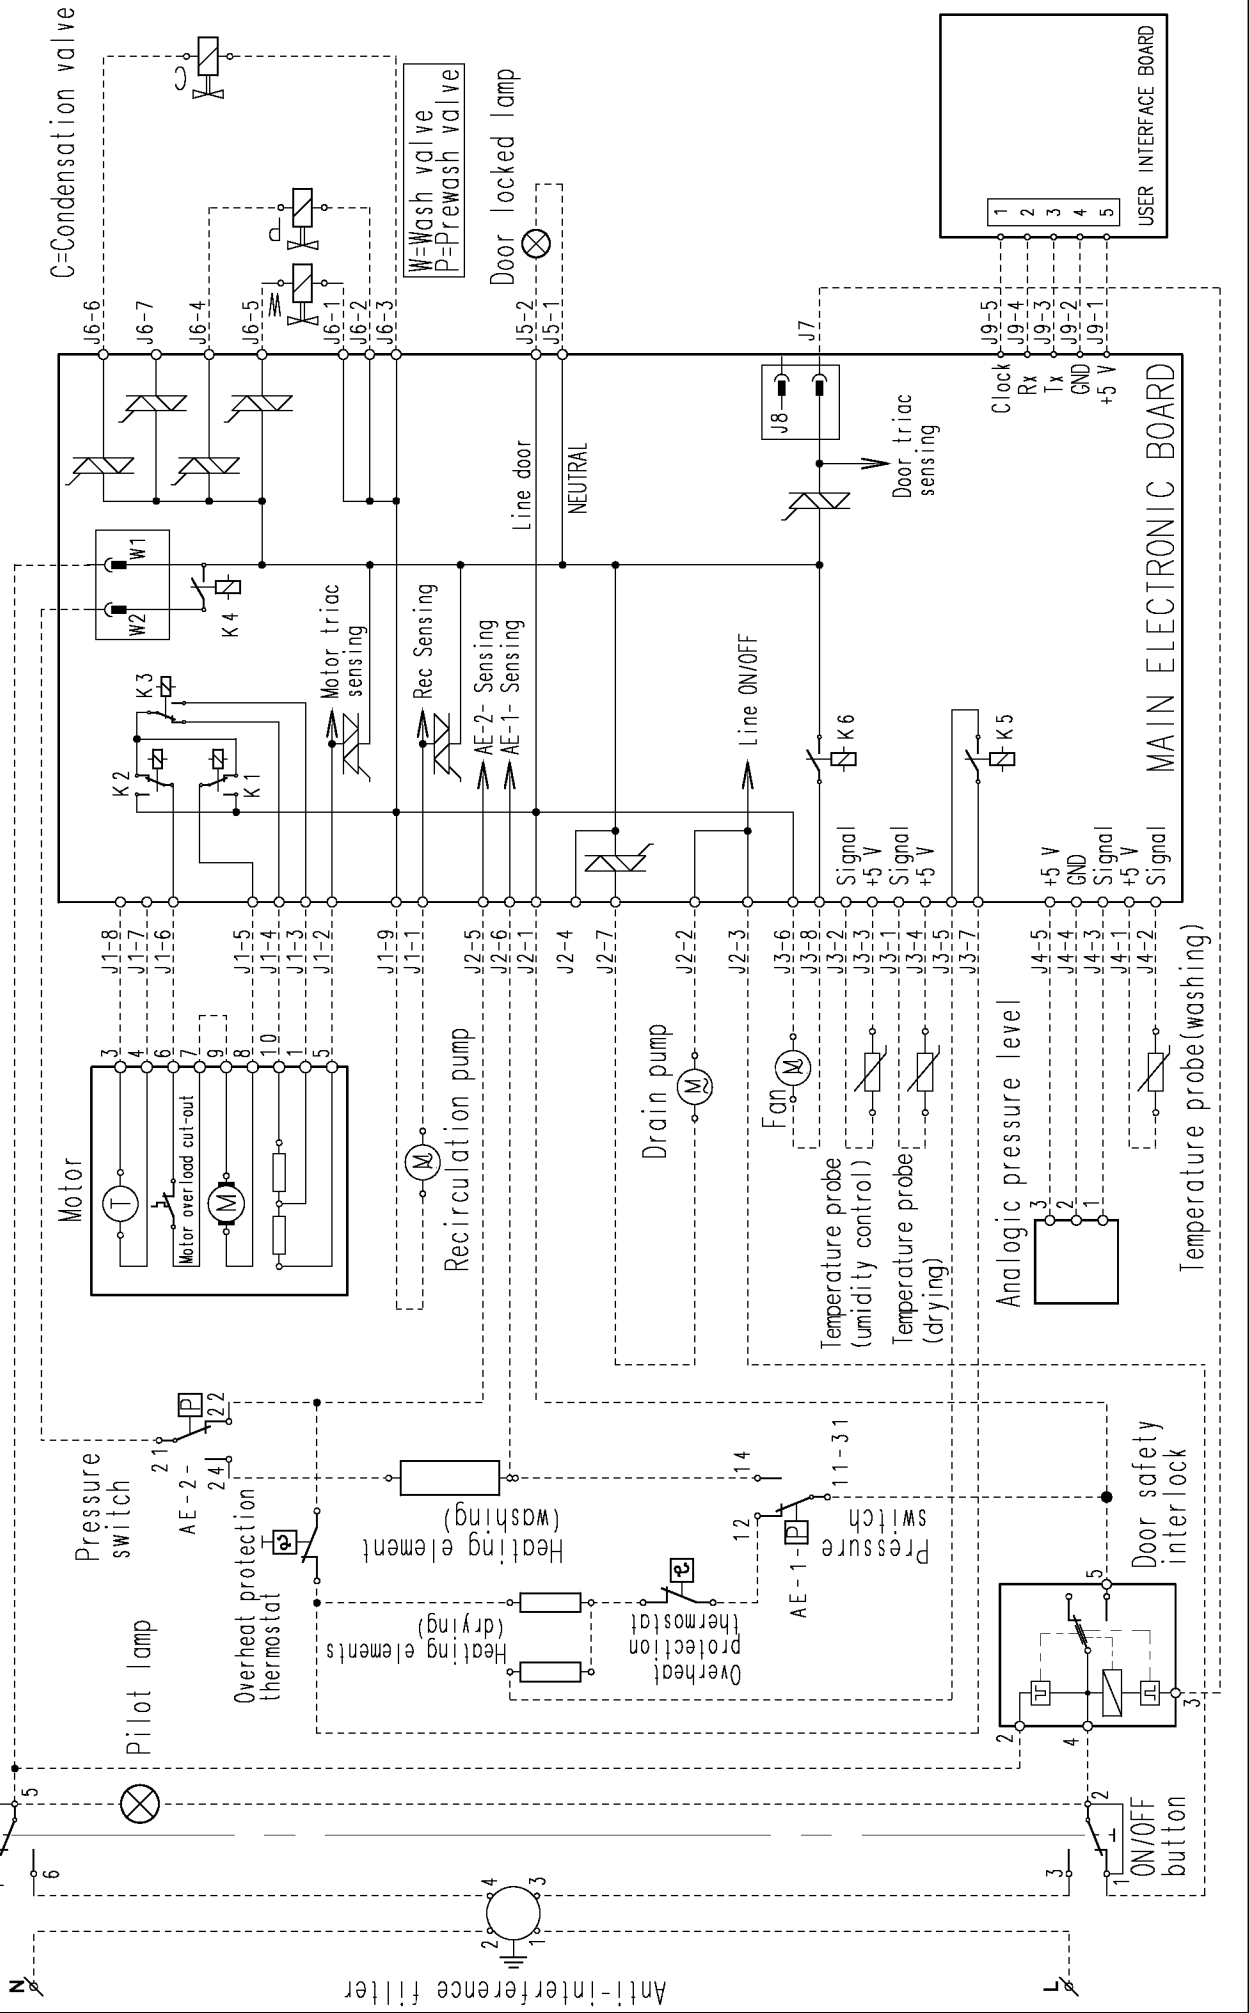 C=Condensation valve
C
J6-6
J6-7
J6-4
J6-5
J6-1
J6-2
J6-3
P
W
W=Wash valve
P=Prewash valve
Door locked lamp
J5-2
J5-1
J7
J9-5
J9-4
J9-3
J9-2
J9-1
1
2
3
4
5
USER INTERFACE BOARD
W1
W2
K4
K3
K2
K1
Motor triac
sensing
Rec Sensing
AE-2- Sensing
AE-1- Sensing
Line door
NEUTRAL
Line ON/OFF
J8
Door triac
sensing
K6
K5
Clock
Rx
Tx
GND
+5 V
MAIN ELECTRONIC BOARD
Signal
+5 V
Signal
+5 V
+5 V
GND
Signal
+5 V
Signal
J1-8
J1-7
J1-6
J1-5
J1-4
J1-3
J1-2
J1-9
J1-1
J2-5
J2-6
J2-1
J2-4
J2-7
J2-2
J2-3
J3-6
J3-8
J3-2
J3-3
J3-1
J3-4
J3-5
J3-7
J4-5
J4-4
J4-3
J4-1
J4-2
Motor
3
4
6
7
9
8
10
1
5
T
Motor overload cut-out
M
Recirculation pump
M
Drain pump
M
Fan
M
Temperature probe
(umidity control)
Temperature probe
(drying)
Analogic pressure level
3
2
1
Temperature probe(washing)
Pressure
switch
21
22
24
P
AE-2-
Overheat protection
thermostat
Heating element
(washing)
Heating elements
(drying)
Overheat
protection
thermostat
14
12
11-31
P
AE-1-
Pressure
switch
Door safety
interlock
5
2
4
3
Pilot lamp
5
6
2
3
1
ON/OFF
button
4
3
2
1
Anti-interference filter
N
L